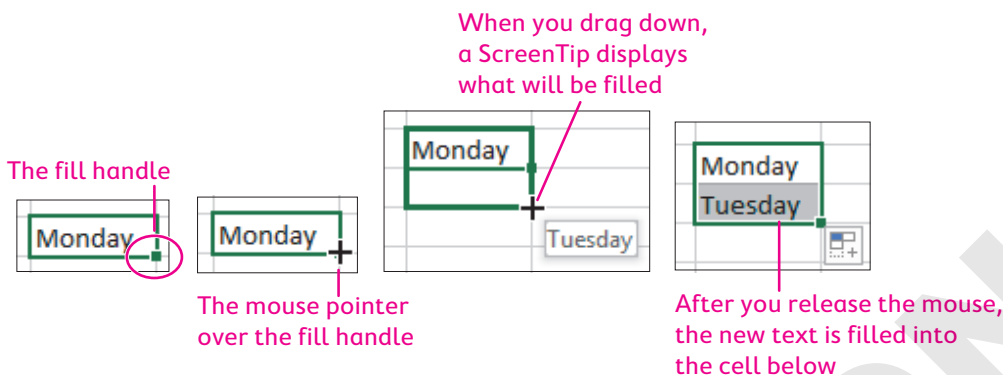 When you drag down,
a ScreenTip displays
what will be filled
The fill handle
Monday
Monday
The mouse pointer
over the fill handle
Monday
Tuesday
Monday
Tuesday
After you release the mouse,
the new text is filled into
the cell below